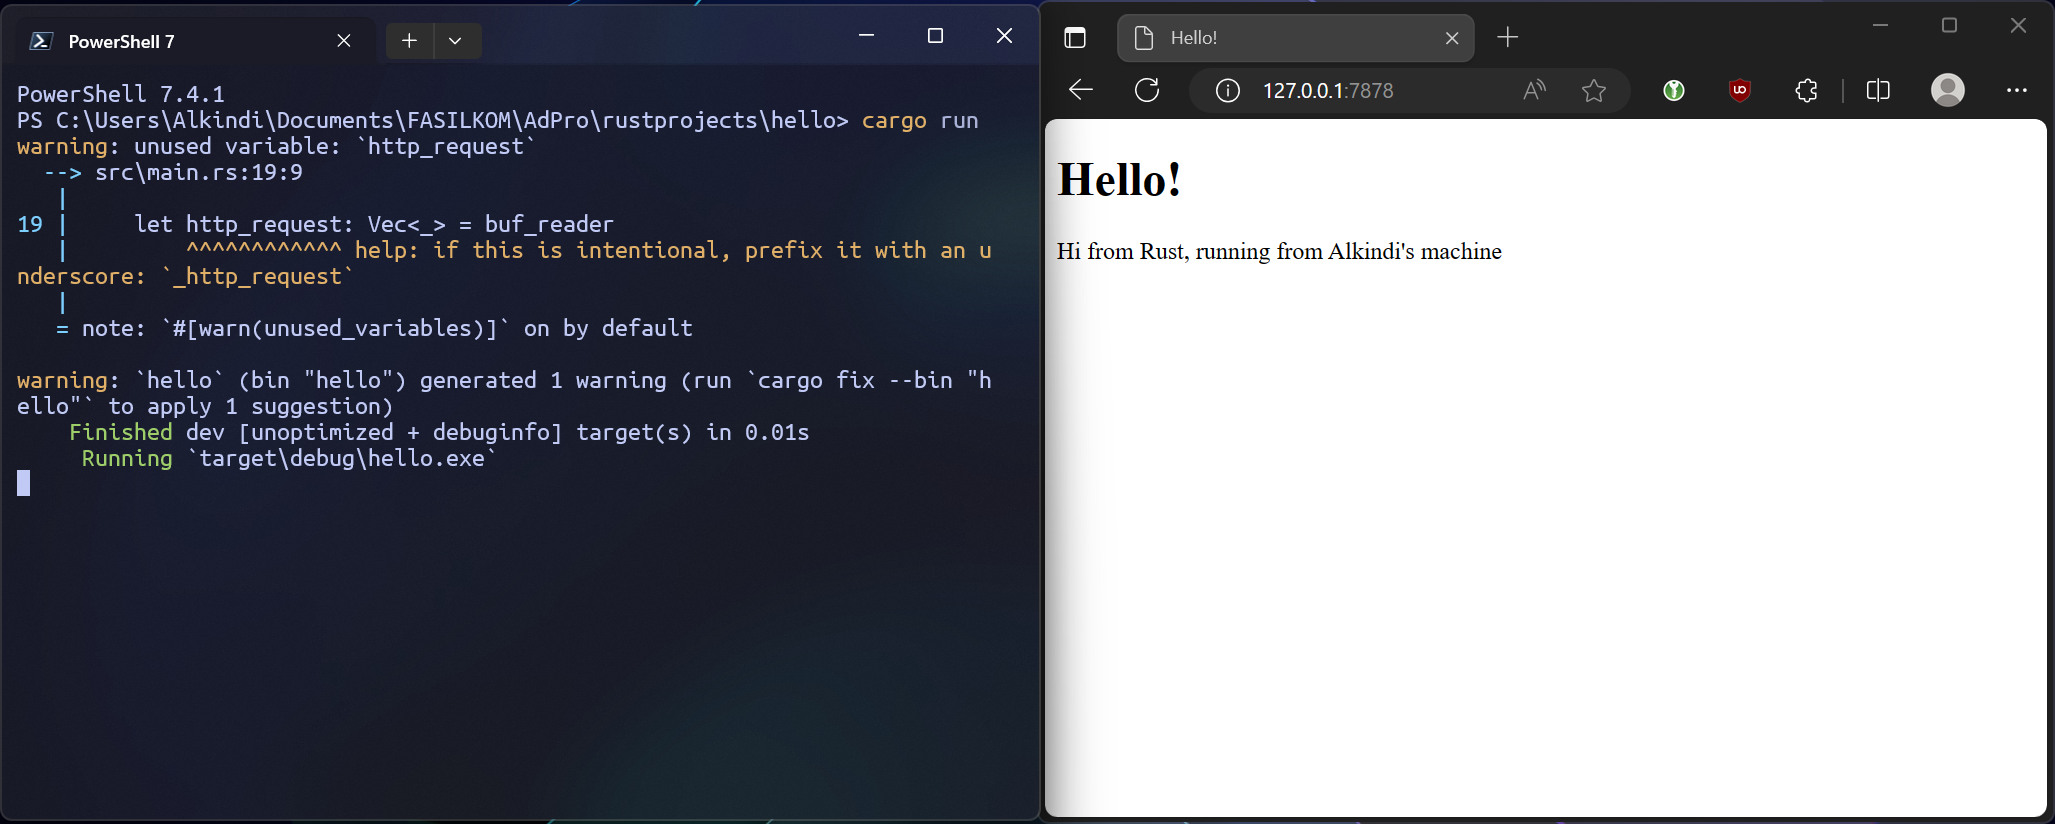 PowerShell 7
PowerShell 7.4.1
PS C:\Users\Alkindi\Documents\FASILKOM\AdPro\rustprojects\hello> cargo run
warning: unused variable: `http_request`
  --> src\main.rs:19:9
   |
19 |     let http_request: Vec<_> = buf_reader
   |         ^^^^^^^^^^^^ help: if this is intentional, prefix it with an u
nderscore: `_http_request`
   |
   = note: `#[warn(unused_variables)]` on by default
warning: `hello` (bin "hello") generated 1 warning (run `cargo fix --bin "h
ello"` to apply 1 suggestion)
    Finished dev [unoptimized + debuginfo] target(s) in 0.01s
     Running `target\debug\hello.exe`
Hello!
127.0.0.1:7878
Hello!
Hi from Rust, running from Alkindi's machine